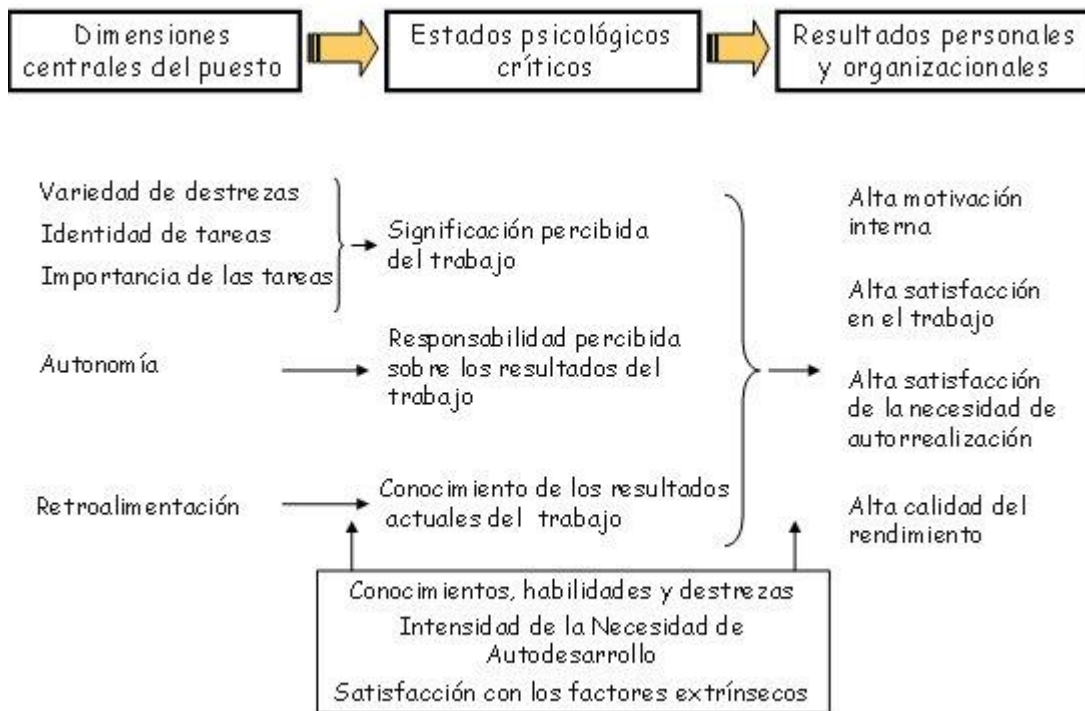 Dimensiones
centrales del puesto
Estados psicológicos
críticos
Resultados personales
y organizacionales
Variedad de destrezas
Identidad de tareas
Importancia de las tareas
Significación percibida
del trabajo
Autonomía
Responsabilidad percibida
sobre los resultados del
trabajo
Retroalimentación
Conocimiento de los resultados
actuales del trabajo
Alta motivación
interna
Alta satisfacción
en el trabajo
Alta satisfacción
de la necesidad de
autorrealización
Alta calidad del
rendimiento
Conocimientos, habilidades y destrezas
Intensidad de la Necesidad de
Autodesarrollo
Satisfacción con los factores extrínsecos